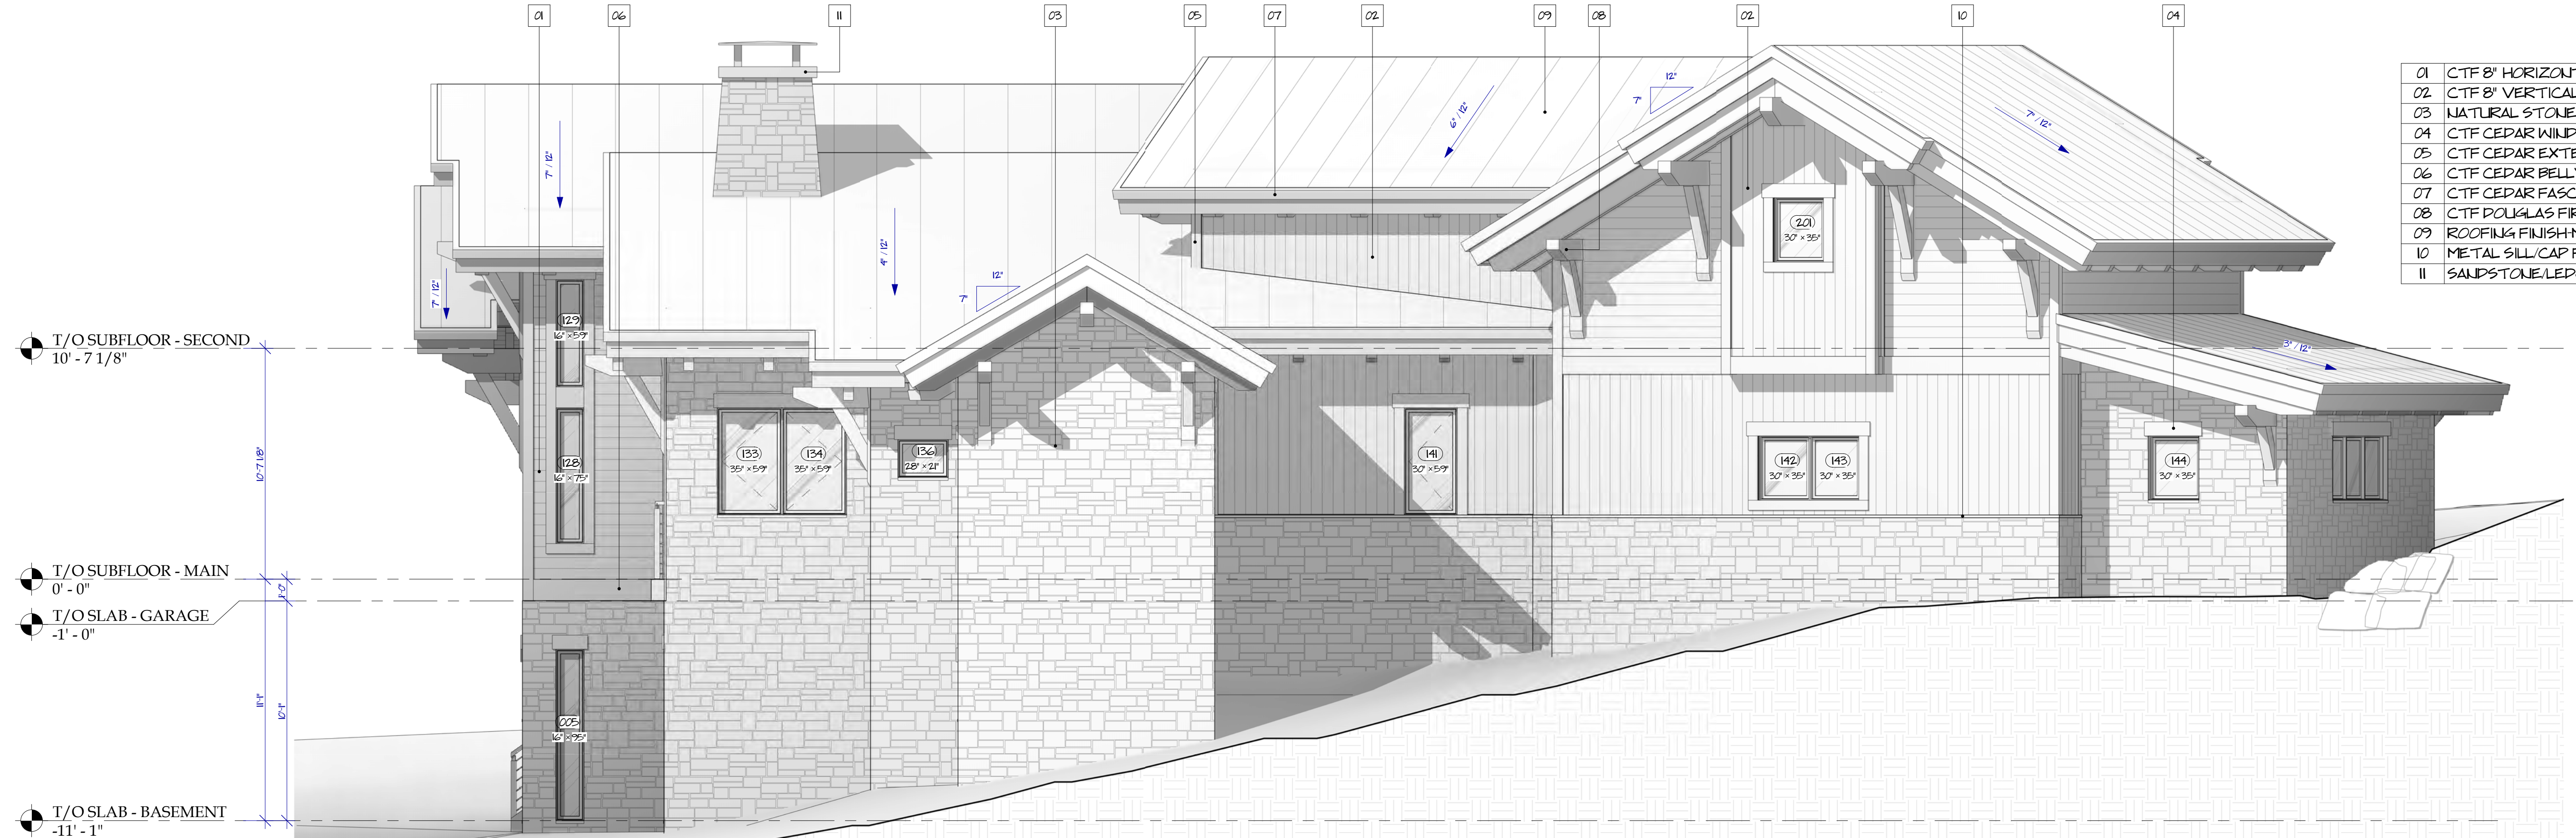 01 06 11 03 05 07 02 09 08 02 10 04
01 CTF 8" HORIZONT
02 CTF 8" VERTICAL
03 NATURAL STONE
04 CTF CEDAR WIND
05 CTF CEDAR EXTE
06 CTF CEDAR BELL
07 CTF CEDAR FASC
08 CTF DOUGLAS FIR
09 ROOFING FINISH-M
10 METAL SILL/CAP F
11 SANDSTONE/LED
12"
7"
6" / 12"
7" / 12"
7" / 12"
4" / 12"
7" / 12"
12"
7"
3" / 12"
201
30" x 35"
129
16" x 59"
128
16" x 75"
133
35" x 59"
134
35" x 59"
136
28" x 21"
141
30" x 59"
142
30" x 35"
143
30" x 35"
144
30" x 35"
005
16" x 95"
T/O SUBFLOOR - SECOND
10' - 7 1/8"
10'-7 1/8"
T/O SUBFLOOR - MAIN
0' - 0"
1'-0"
T/O SLAB - GARAGE
-1' - 0"
11'-1"
10'-1"
T/O SLAB - BASEMENT
-11' - 1"